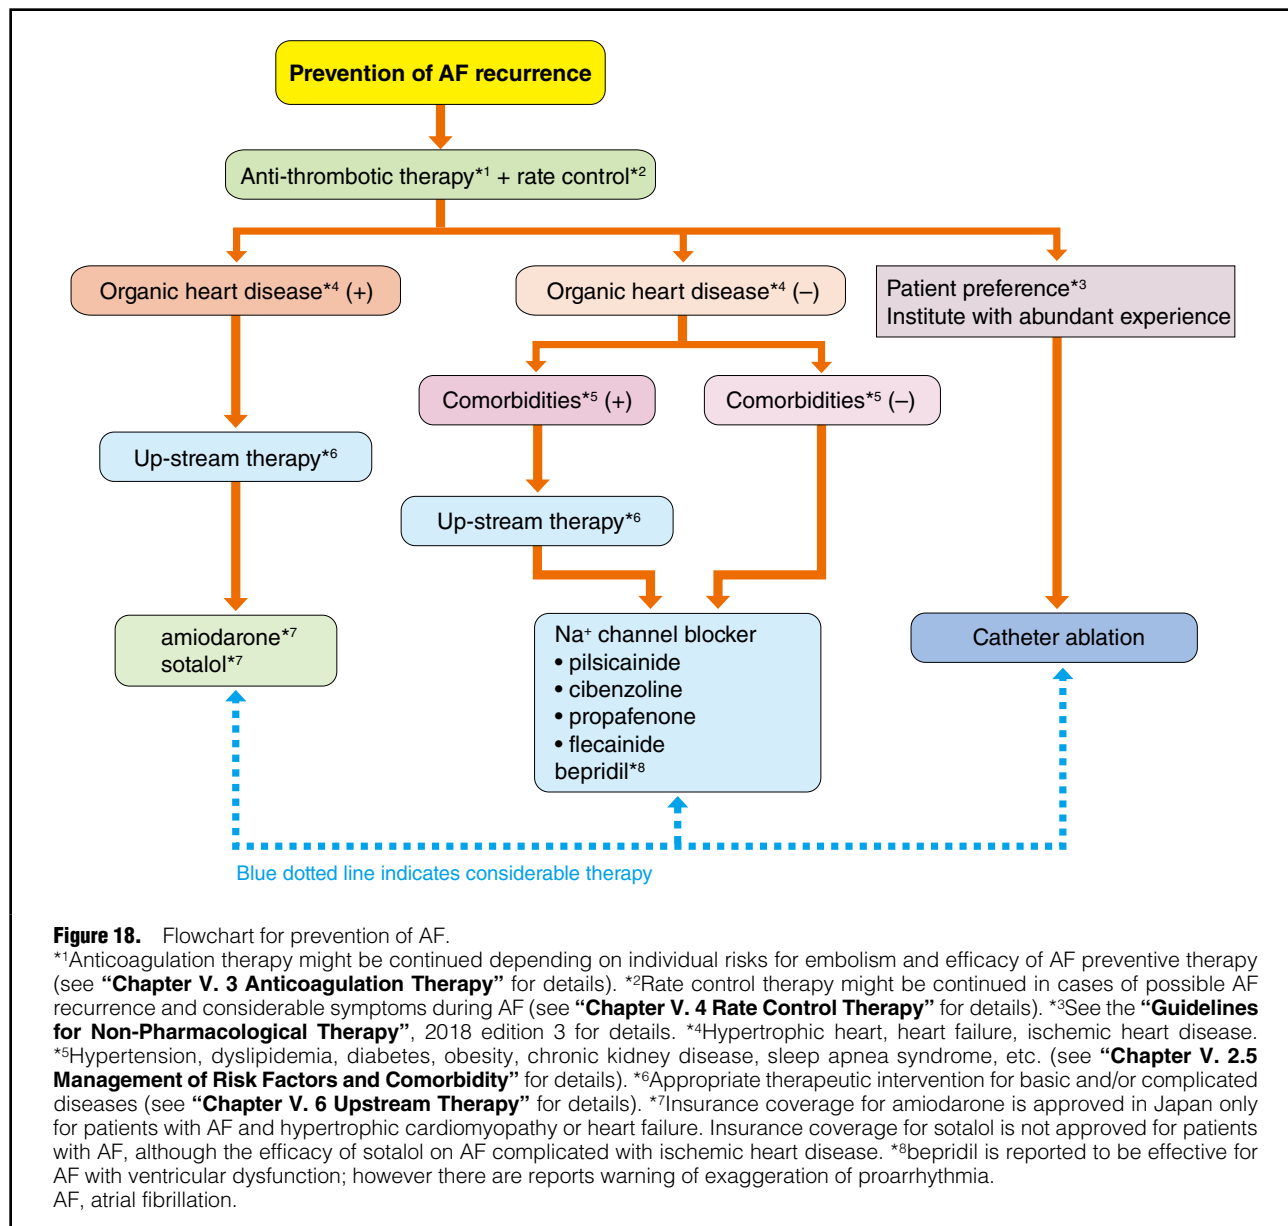 Prevention of AF recurrence
Anti-thrombotic therapy*1 + rate control*2
Organic heart disease*4 (+)
Organic heart disease*4 (–)
Patient preference*3
Institute with abundant experience
Comorbidities*5 (+)
Comorbidities*5 (–)
Up-stream therapy*6
Up-stream therapy*6
amiodarone*7
sotalol*7
Na+ channel blocker
• pilsicainide
• cibenzoline
• propafenone
• flecainide
bepridil*8
Catheter ablation
Blue dotted line indicates considerable therapy
Figure 18. Flowchart for prevention of AF.
*1Anticoagulation therapy might be continued depending on individual risks for embolism and efficacy of AF preventive therapy
(see “Chapter V. 3 Anticoagulation Therapy” for details). *2Rate control therapy might be continued in cases of possible AF
recurrence and considerable symptoms during AF (see “Chapter V. 4 Rate Control Therapy” for details). *3See the “Guidelines
for Non-Pharmacological Therapy”, 2018 edition 3 for details. *4Hypertrophic heart, heart failure, ischemic heart disease.
*5Hypertension, dyslipidemia, diabetes, obesity, chronic kidney disease, sleep apnea syndrome, etc. (see “Chapter V. 2.5
Management of Risk Factors and Comorbidity” for details). *6Appropriate therapeutic intervention for basic and/or complicated
diseases (see “Chapter V. 6 Upstream Therapy” for details). *7Insurance coverage for amiodarone is approved in Japan only
for patients with AF and hypertrophic cardiomyopathy or heart failure. Insurance coverage for sotalol is not approved for patients
with AF, although the efficacy of sotalol on AF complicated with ischemic heart disease. *8bepridil is reported to be effective for
AF with ventricular dysfunction; however there are reports warning of exaggeration of proarrhythmia.
AF, atrial fibrillation.